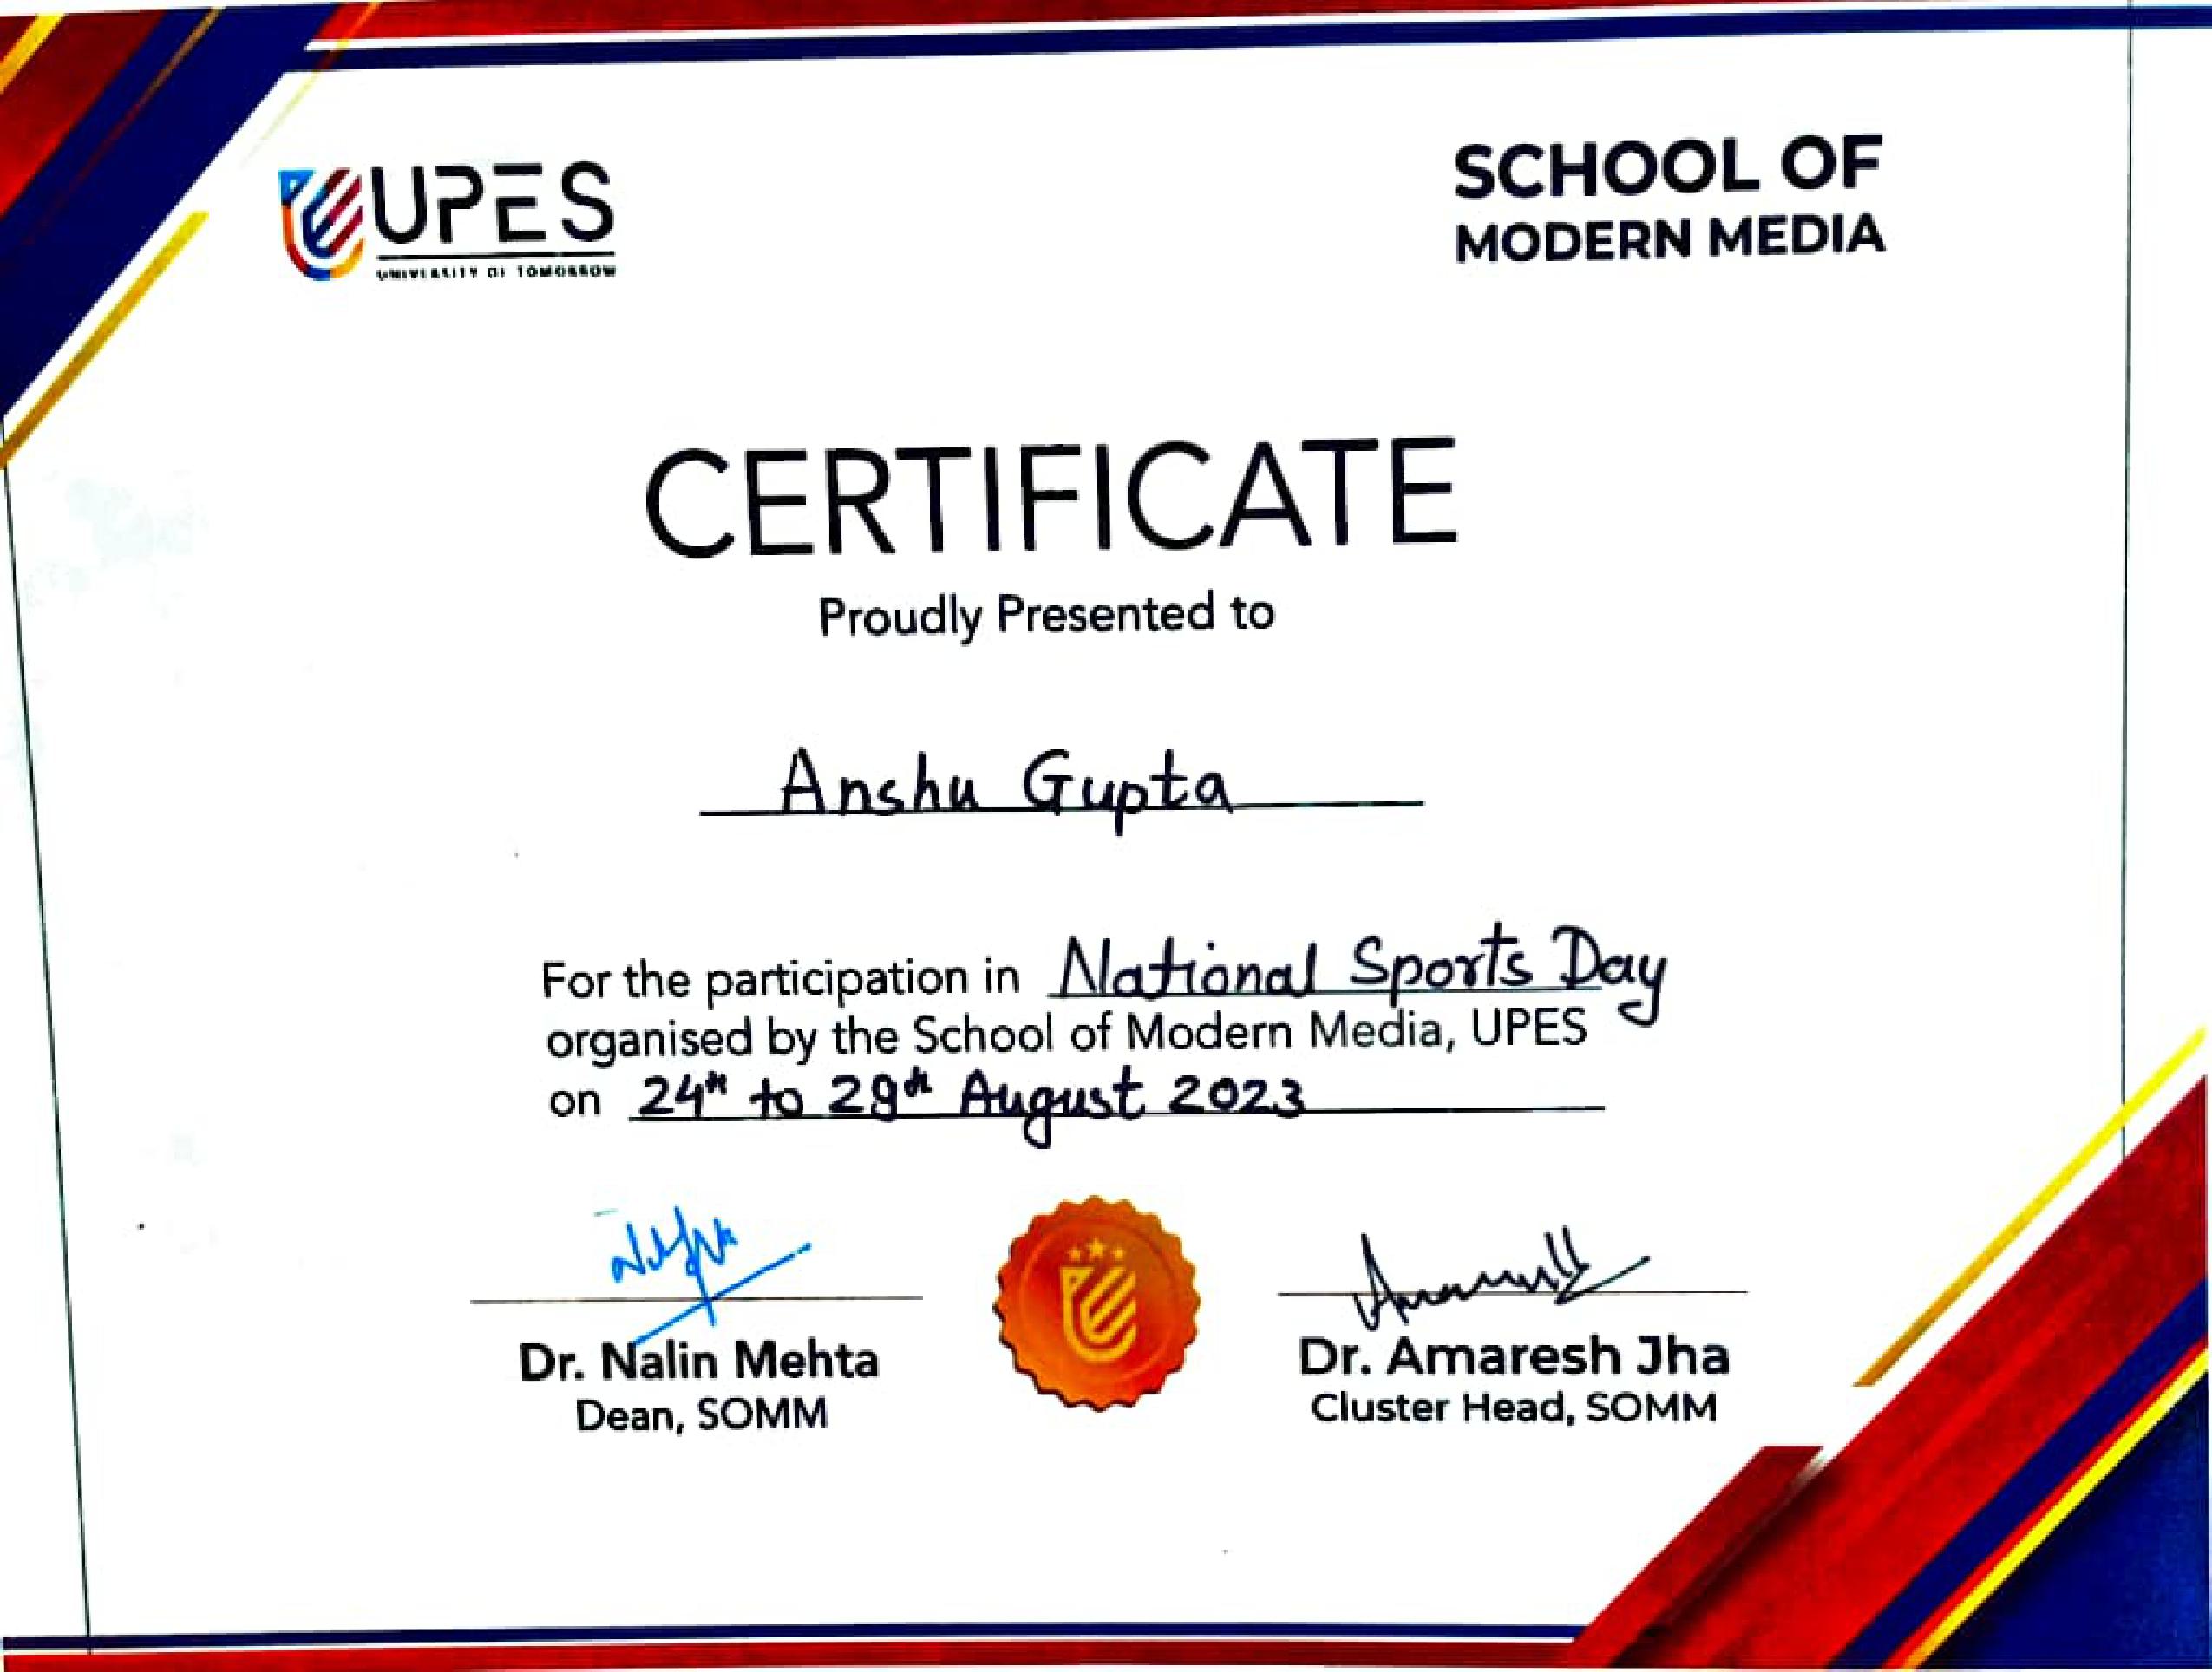 UPES
UNIVERSITY OF TOMORROW
SCHOOL OF
MODERN MEDIA
CERTIFICATE
Proudly Presented to
Anshu Gupta
For the participation in National Sports Day
organised by the School of Modern Media, UPES
on 24th to 29th August 2023
Dr. Nalin Mehta
Dean, SOMM
Dr. Amaresh Jha
Cluster Head, SOMM